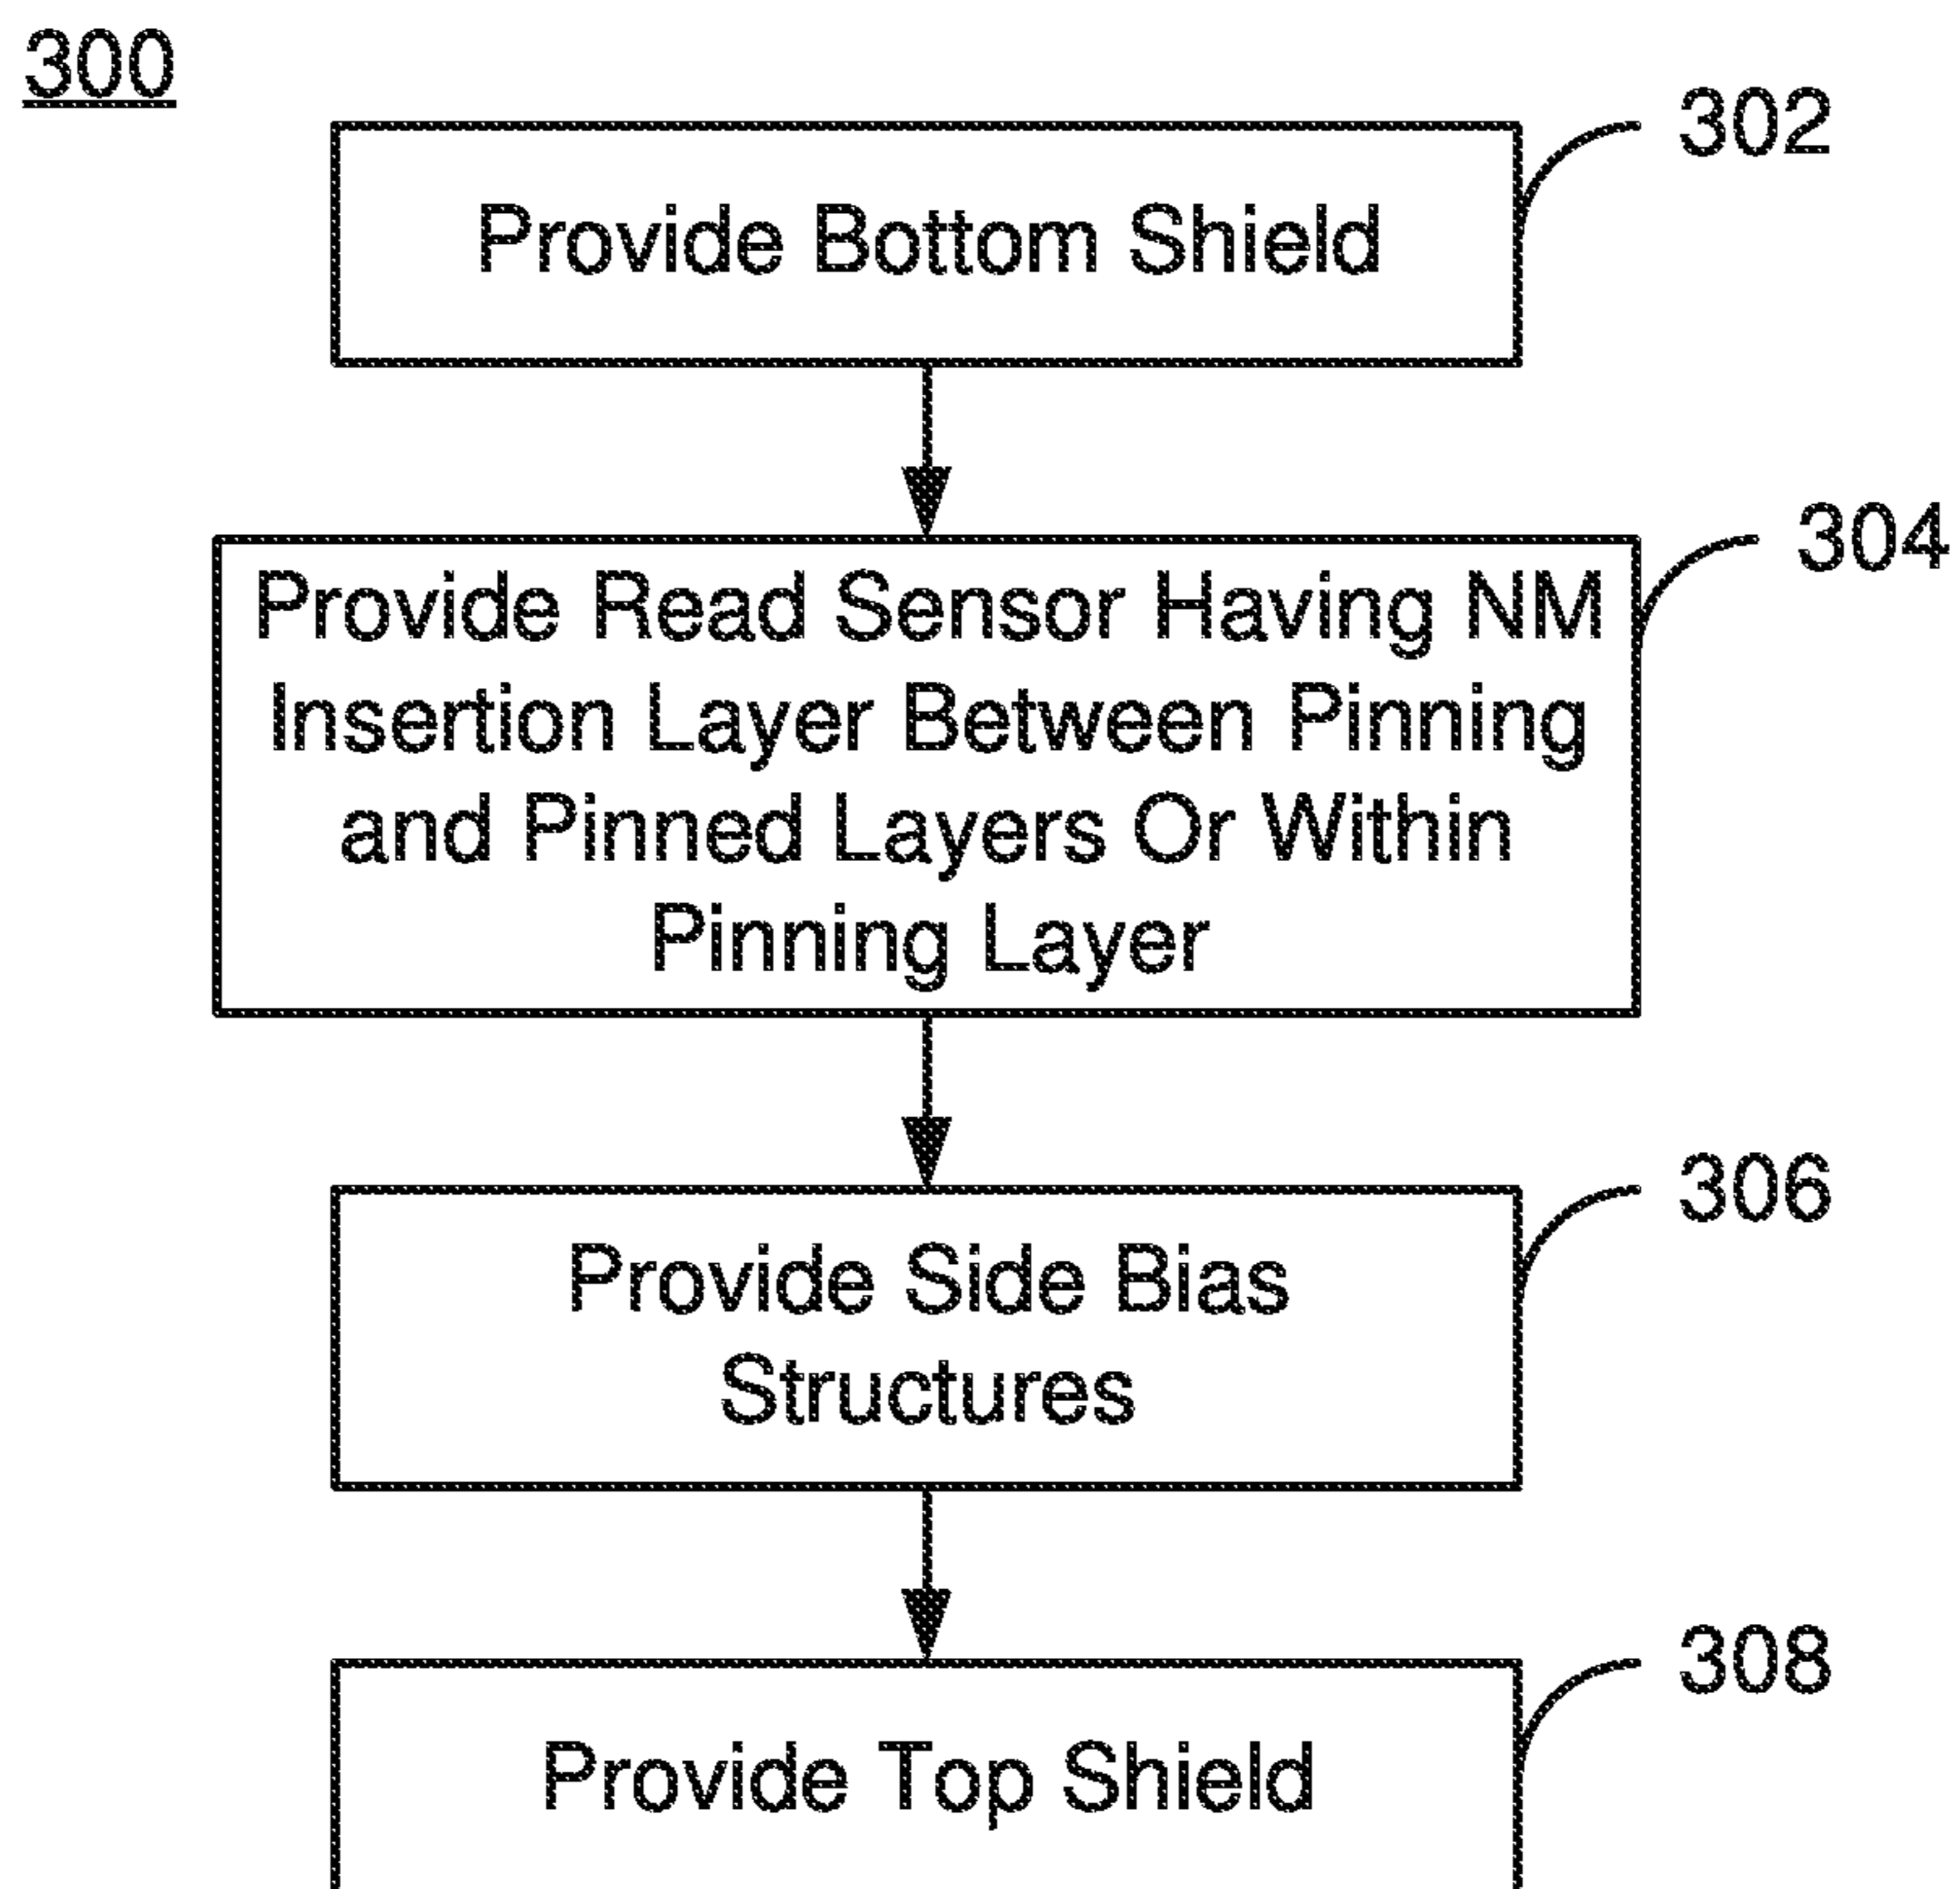 300
302
Provide Bottom Shield
304
Provide Read Sensor Having NM
Insertion Layer Between Pinning
and Pinned Layers Or Within
Pinning Layer
306
Provide Side Bias
Structures
308
Provide Top Shield